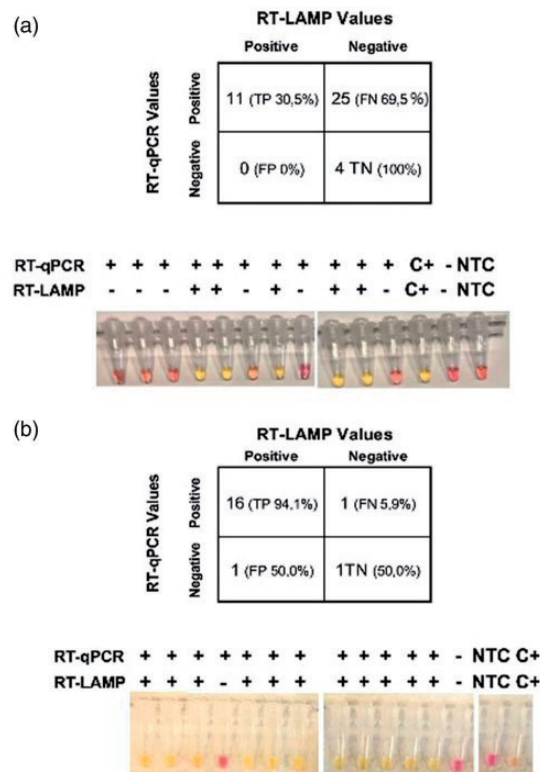 (a)
RT-LAMP Values
Positive Negative
RT-qPCR Values
Positive
11 (TP 30,5%) 25 (FN 69,5%)
Negative
0 (FP 0%) 4 TN (100%)
RT-qPCR + + + + + + + + + + + C+ - NTC
RT-LAMP - - - + + - + - + + - C+ - NTC
(b)
RT-LAMP Values
Positive Negative
RT-qPCR Values
Positive
16 (TP 94,1%) 1 (FN 5,9%)
Negative
1 (FP 50,0%) 1TN (50,0%)
RT-qPCR + + + + + + + + + + + + - NTC C+
RT-LAMP + + + - + + + + + + + + - NTC C+